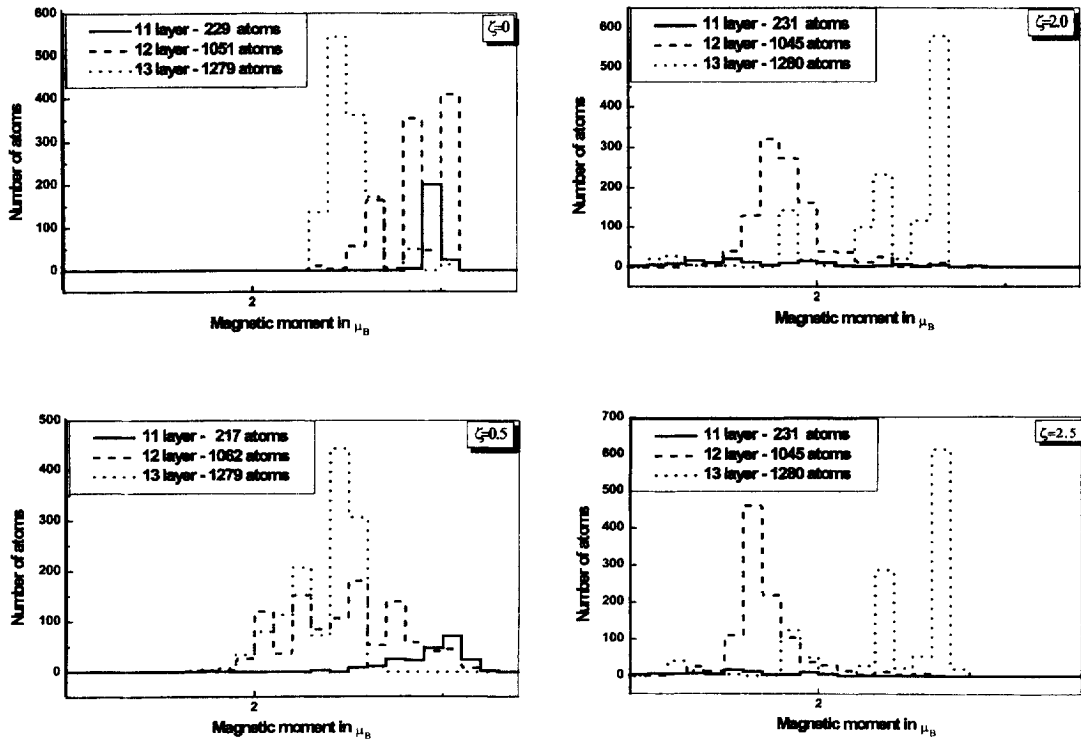 600
500
400
300
200
100
0
Number of atoms
11 layer - 229 atoms
12 layer - 1051 atoms
13 layer - 1279 atoms
ζ=0
2
Magnetic moment in μB
600
500
400
300
200
100
0
Number of atoms
11 layer - 231 atoms
12 layer - 1045 atoms
13 layer - 1280 atoms
ζ=2.0
2
Magnetic moment in μB
500
400
300
200
100
0
Number of atoms
11 layer - 217 atoms
12 layer - 1062 atoms
13 layer - 1279 atoms
ζ=0.5
2
Magnetic moment in μB
700
600
500
400
300
200
100
0
Number of atoms
11 layer - 231 atoms
12 layer - 1045 atoms
13 layer - 1280 atoms
ζ=2.5
2
Magnetic moment in μB